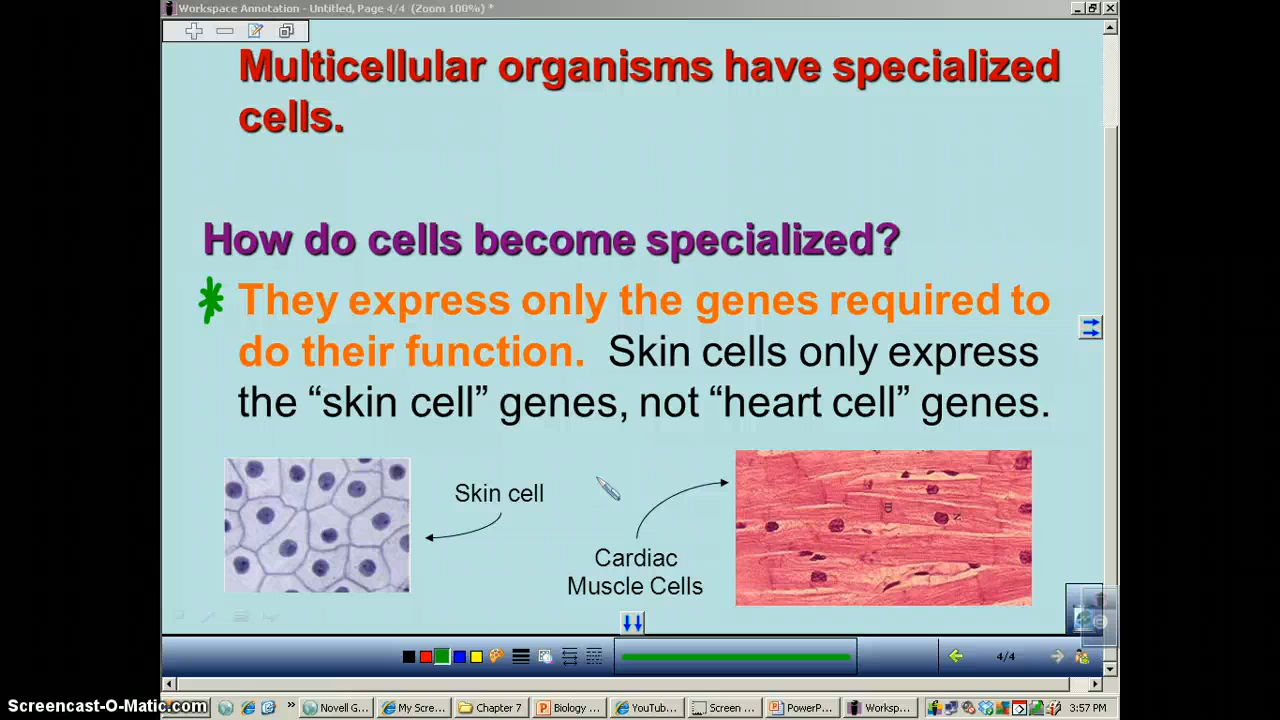 Workspace Annotation - Untitled, Page 4/4 (Zoom 100%) *
Multicellular organisms have specialized
cells.
How do cells become specialized?
* They express only the genes required to
do their function. Skin cells only express
the “skin cell” genes, not “heart cell” genes.
Skin cell
Cardiac
Muscle Cells
ID
N
4/4
Screencast-O-Matic.com
» Novell G... My Scre... Chapter 7 Biology ... YouTub... Screen ... PowerP... Worksp... 3:57 PM